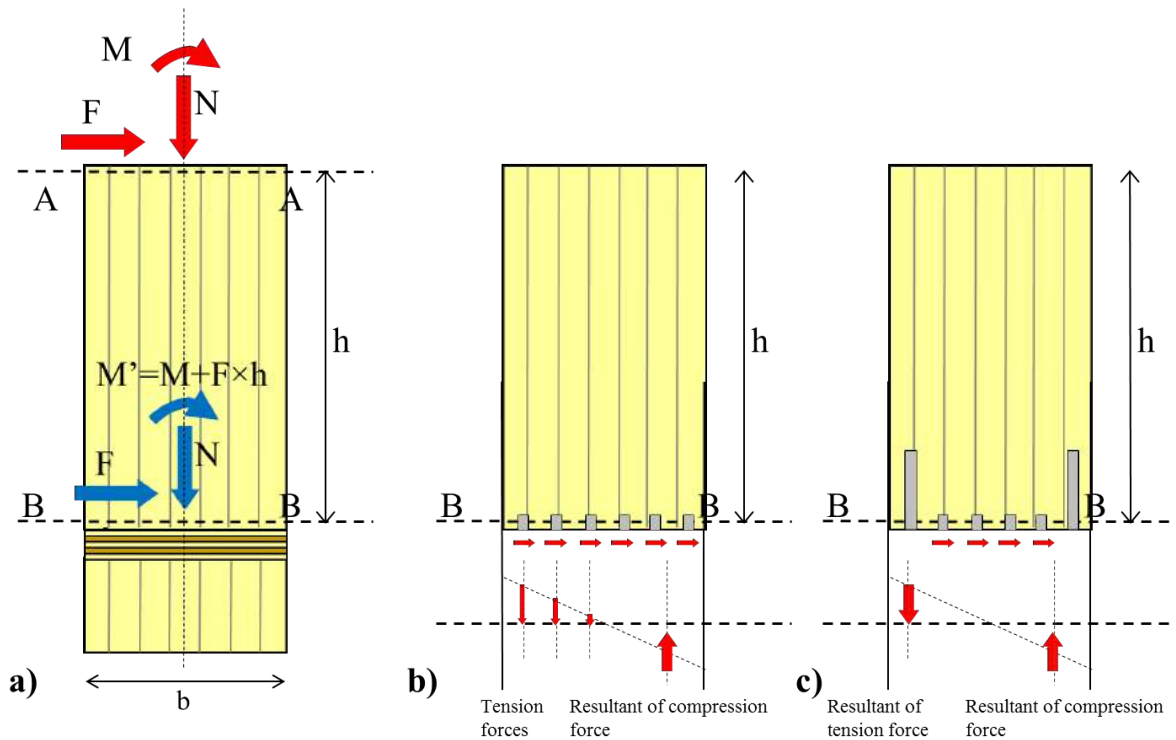 M
N
F
A A
h
M’=M+F×h
N
F
B B
a)
b
h
B B
b)
Tension
forces
Resultant of compression
force
h
B B
c)
Resultant of
tension force
Resultant of compression
force